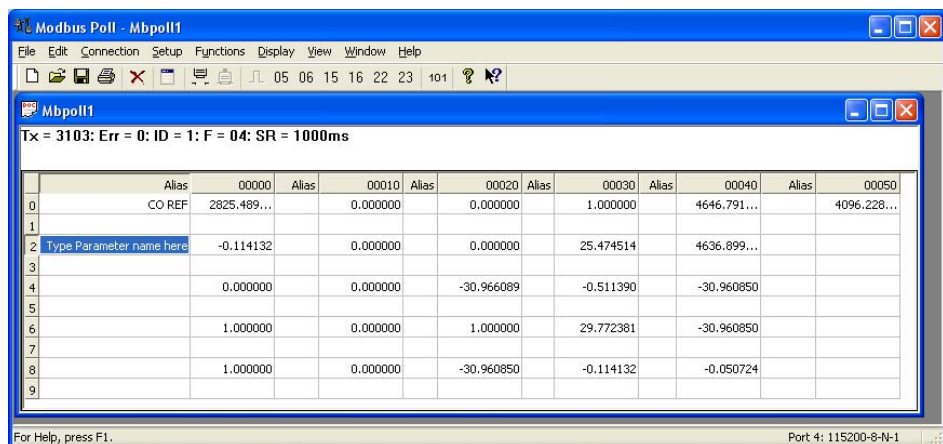 Modbus Poll - Mbpoll1
File Edit Connection Setup Functions Display View Window Help
05 06 15 16 22 23 101
Mbpoll1
Tx = 3103: Err = 0: ID = 1: F = 04: SR = 1000ms
Alias 00000 Alias 00010 Alias 00020 Alias 00030 Alias 00040 Alias 00050
0 CO REF 2825.489... 0.000000 0.000000 1.000000 4646.791... 4096.228...
1
2 Type Parameter name here -0.114132 0.000000 0.000000 25.474514 4636.899...
3
4 0.000000 0.000000 -30.966089 -0.511390 -30.960850
5
6 1.000000 0.000000 1.000000 29.772381 -30.960850
7
8 1.000000 0.000000 -30.960850 -0.114132 -0.050724
9
For Help, press F1. Port 4: 115200-8-N-1